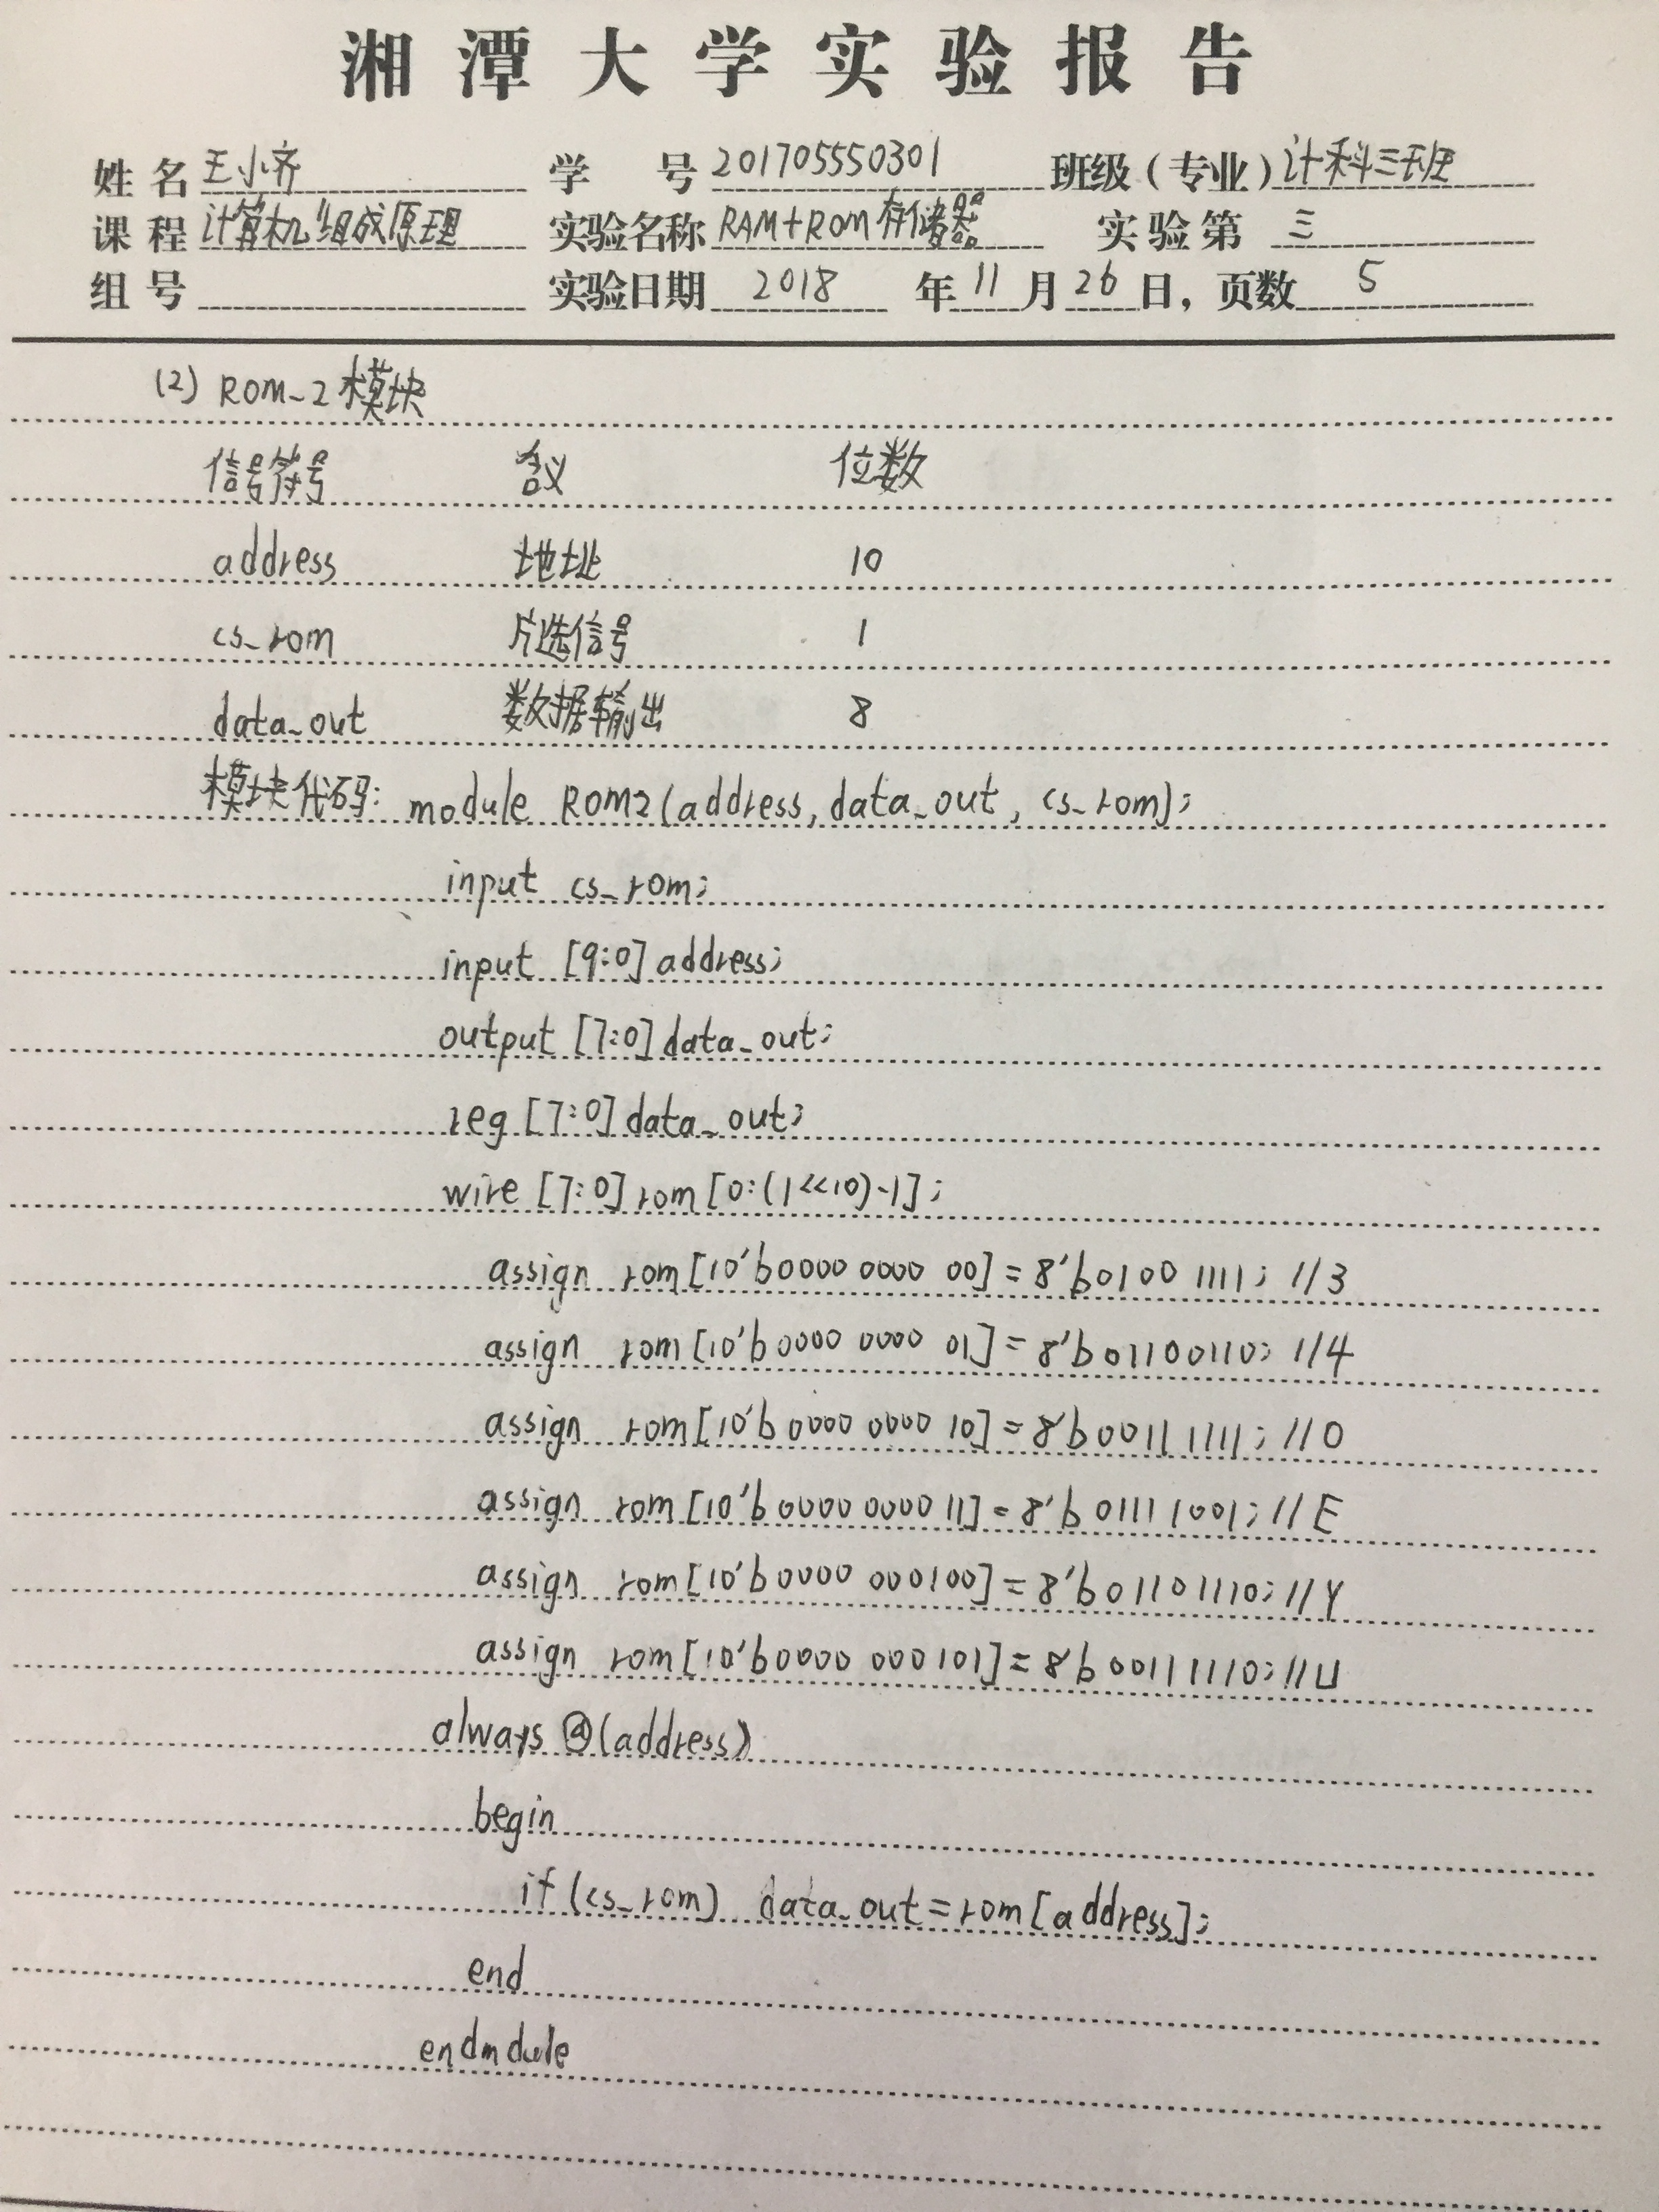 湘潭大学实验报告
姓名 王小齐 学号 201705550301 班级（专业）计科三班
课程 计算机组成原理 实验名称 RAM+ROM存储器 实验第 三
组号 实验日期 2018 年 11 月 26 日，页数 5
(2) ROM_2模块
信号符号 含义 位数
address 地址 10
cs_rom 片选信号 1
data_out 数据输出 8
模块代码: module ROM2(address, data_out, cs_rom);
input cs_rom;
input [9:0] address;
output [7:0] data_out;
reg [7:0] data_out;
wire [7:0] rom [0:(1<<10)-1];
assign rom[10'b0000 0000 00] = 8'b0100 1111; //3
assign rom[10'b0000 0000 01] = 8'b01100110; //4
assign rom[10'b0000 0000 10] = 8'b0011 1111; //0
assign rom[10'b0000 0000 11] = 8'b0111 1001; //E
assign rom[10'b0000 000100] = 8'b01101110; //Y
assign rom[10'b0000 000101] = 8'b00111110; //U
always @(address)
begin
if (cs_rom) data_out = rom[address];
end
endmdule